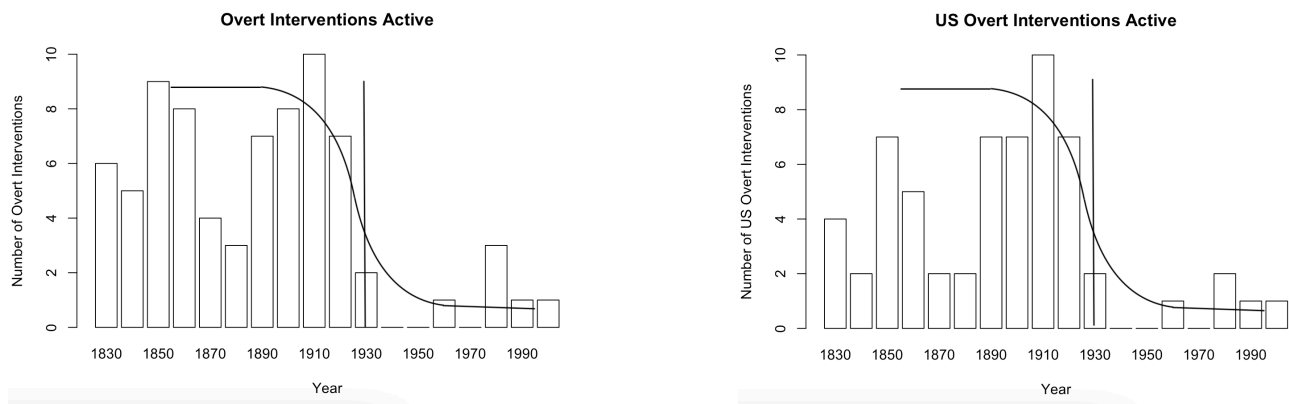 Overt Interventions Active
Number of Overt Interventions
10
8
6
4
2
0
1830 1850 1870 1890 1910 1930 1950 1970 1990
Year
US Overt Interventions Active
Number of US Overt Interventions
10
8
6
4
2
0
1830 1850 1870 1890 1910 1930 1950 1970 1990
Year